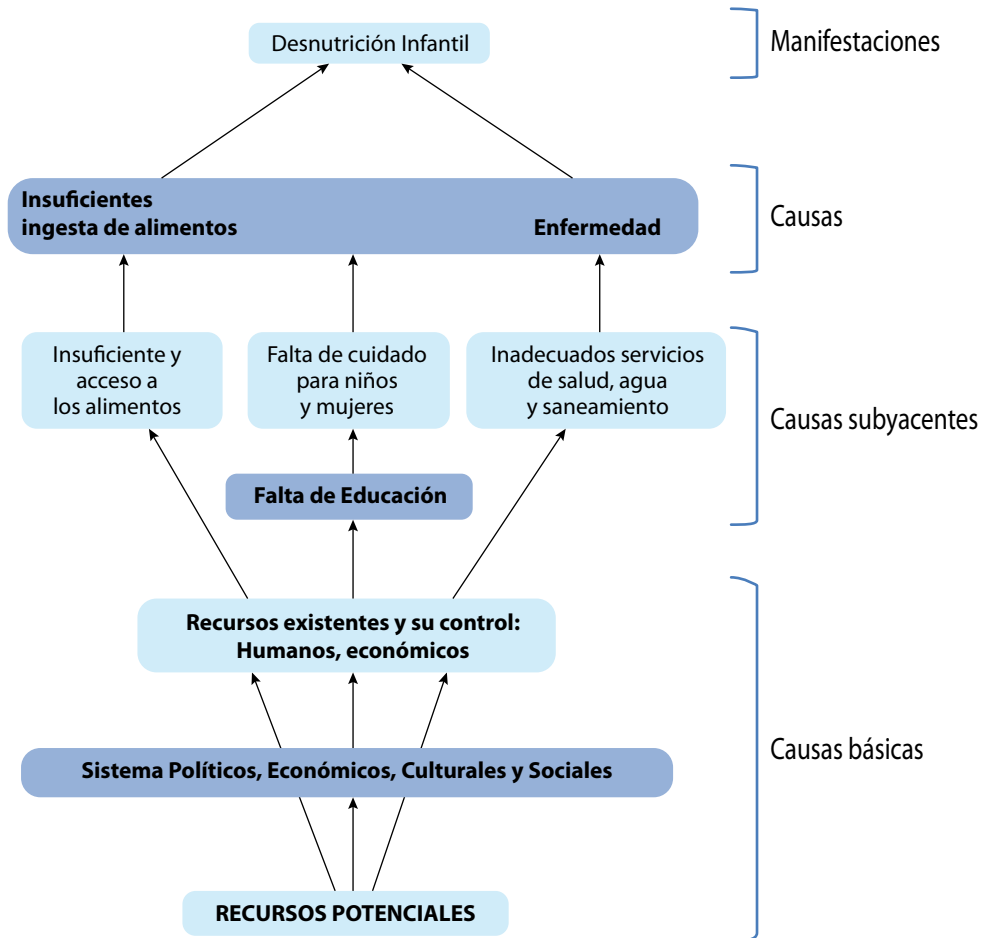 Desnutrición Infantil
Manifestaciones
Insuficientes
ingesta de alimentos
Enfermedad
Causas
Insuficiente y
acceso a
los alimentos
Falta de cuidado
para niños
y mujeres
Inadecuados servicios
de salud, agua
y saneamiento
Causas subyacentes
Falta de Educación
Recursos existentes y su control:
Humanos, económicos
Sistema Políticos, Económicos, Culturales y Sociales
Causas básicas
RECURSOS POTENCIALES